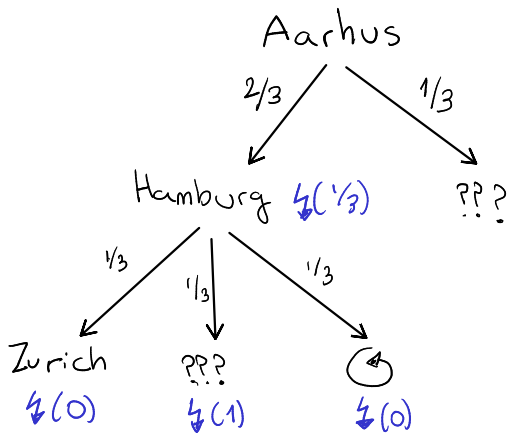 Aarhus
2/3 1/3
Hamburg ↯(1/3) ???
1/3 1/3 1/3
Zurich ???
↯(0) ↯(1) ↯(0)